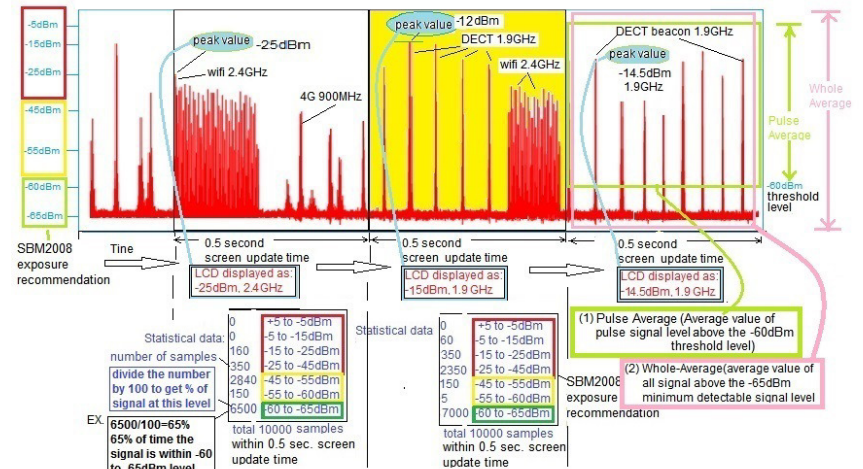 -5dBm
-15dBm
-25dBm
-45dBm
-55dBm
-60dBm
-65dBm
SBM2008
exposure
recommendation
peak value
-25dBm
wifi 2.4GHz
4G 900MHz
peak value
-12dBm
DECT 1.9GHz
wifi 2.4GHz
DECT beacon 1.9GHz
peak value
-14.5dBm
1.9GHz
Whole
Average
Pulse
Average
-60dBm
threshold
level
Tine
0.5 second
screen update time
0.5 second
screen update time
0.5 second
screen update time
LCD displayed as:
-25dBm, 2.4GHz
LCD displayed as:
-15dBm, 1.9GHz
LCD displayed as:
-14.5dBm, 1.9GHz
Statistical data:
number of samples
divide the number
by 100 to get % of
signal at this level
EX.
6500/100=65%
65% of time the
signal is within -60
to -65dBm level
0 +5 to -5dBm
0 -5 to -15dBm
160 -15 to -25dBm
350 -25 to -45dBm
2840 -45 to -55dBm
150 -55 to -60dBm
6500 -60 to -65dBm
total 10000 samples
within 0.5 sec. screen
update time
Statistical data
0 +5 to -5dBm
60 -5 to -15dBm
350 -15 to -25dBm
2350 -25 to -45dBm
150 -45 to -55dBm
5 -55 to -60dBm
7000 -60 to -65dBm
total 10000 samples
within 0.5 sec. screen
update time
SBM2008
exposure
recommendation
(1) Pulse Average (Average value of
pulse signal level above the -60dBm
threshold level)
(2) Whole-Average(average value of
all signal above the -65dBm
minimum detectable signal level